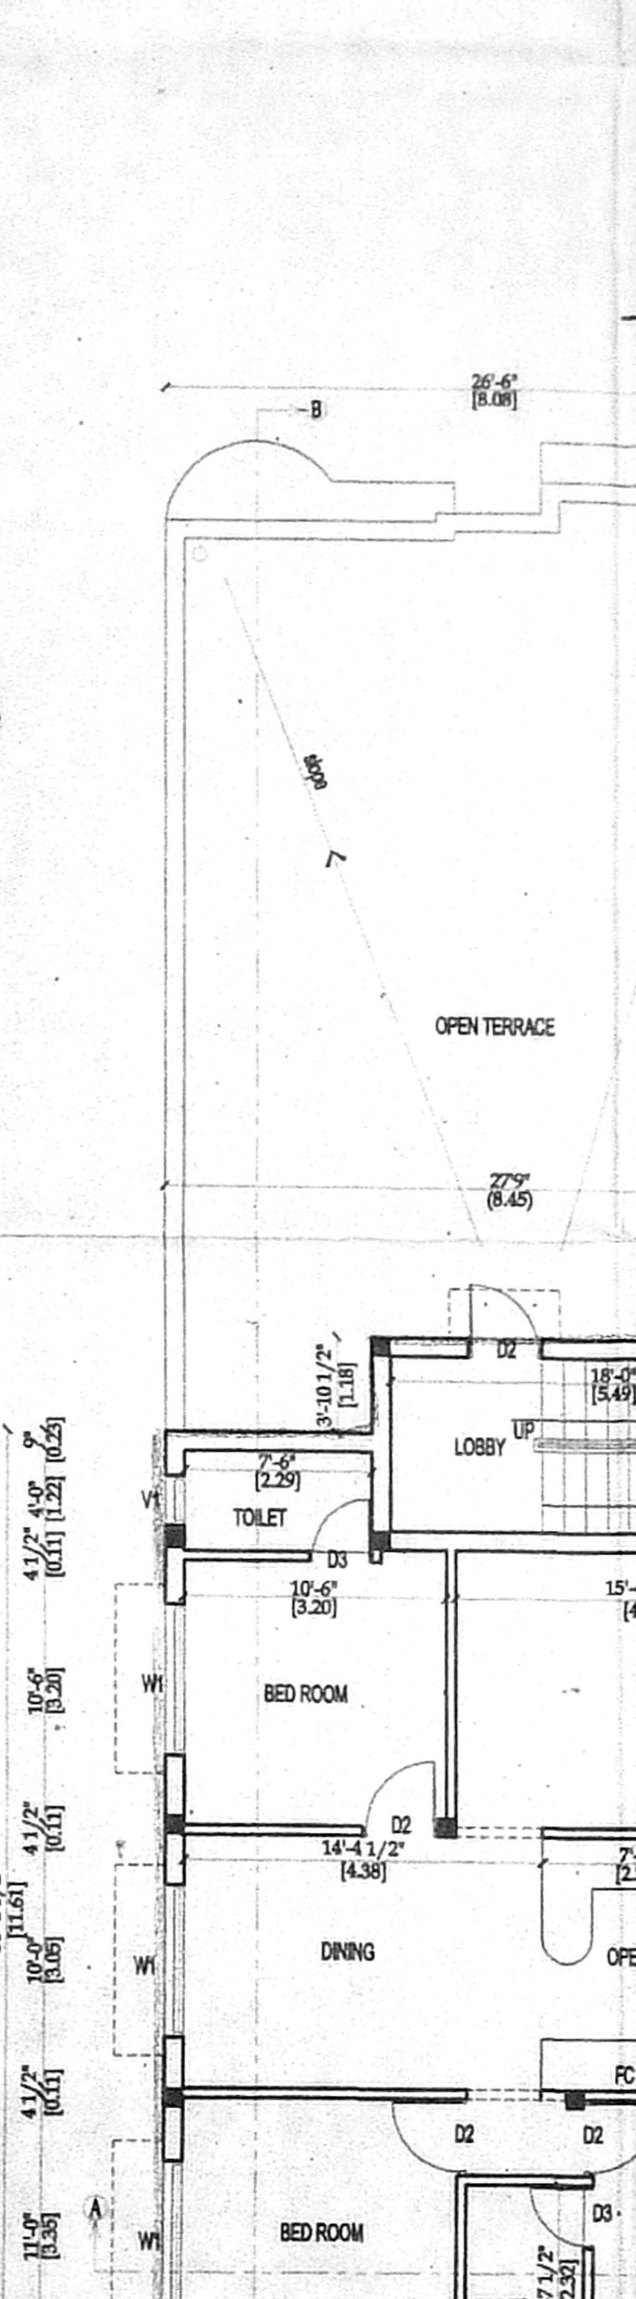 26'-6"
[8.08]
B
slope
OPEN TERRACE
27'9"
(8.45)
D2
3'-10 1/2"
[1.18]
18'-0"
[5.49]
UP
LOBBY
9"
[0.23]
7'-6"
[2.29]
V1
4'-0"
[1.22]
TOILET
4 1/2"
[0.11]
D3
10'-6"
[3.20]
W1
10'-6"
[3.20]
BED ROOM
4 1/2"
[0.11]
D2
14'-4 1/2"
[4.38]
[11.61]
10'-0"
[3.05]
W1
DINING
4 1/2"
[0.11]
D2
D2
A
D3
11'-0"
[3.35]
W1
BED ROOM